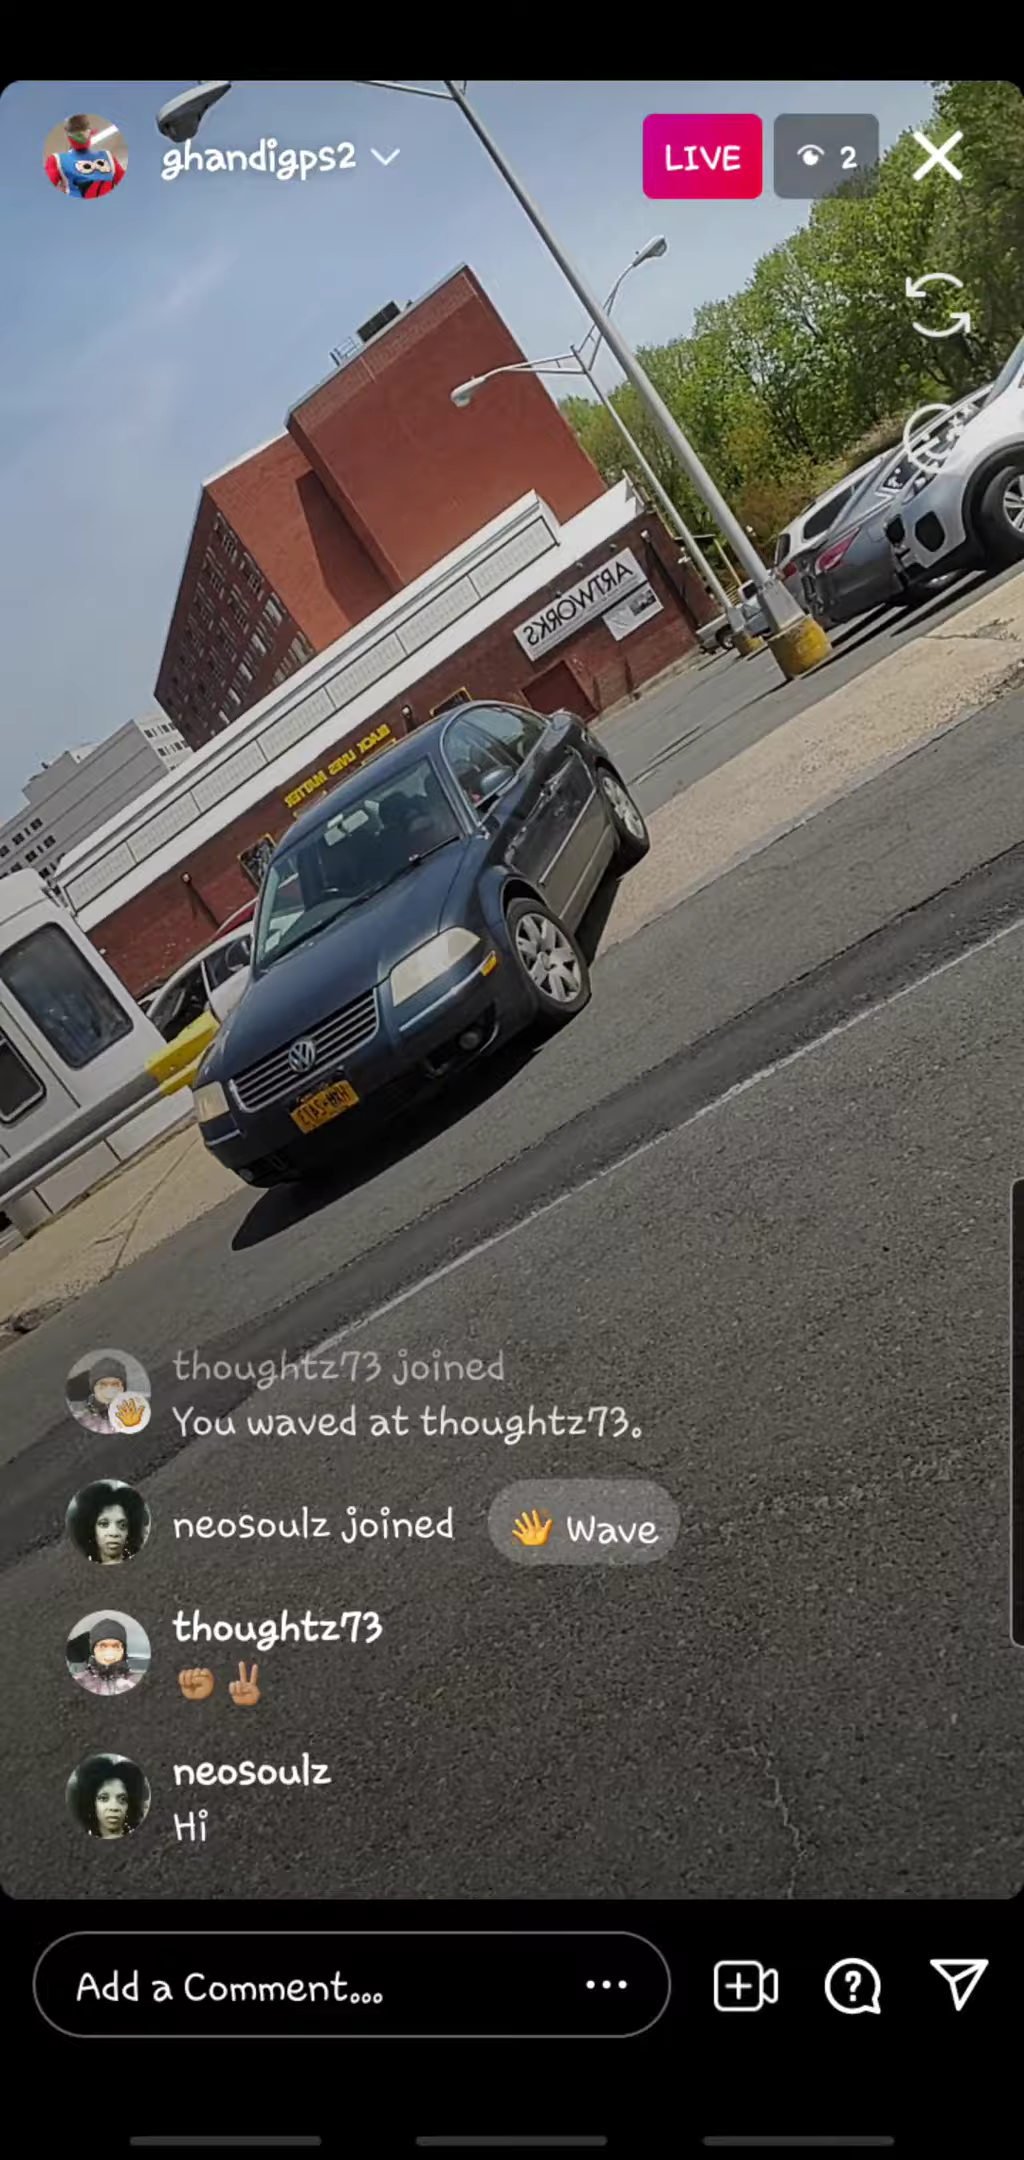 ghandigps2
LIVE
2
ARTWORKS
BLACK LIVES MATTER
thoughtz73 joined
You waved at thoughtz73.
neosoulz joined
👋 Wave
thoughtz73
✊🏽✌🏽
neosoulz
Hi
Add a Comment...